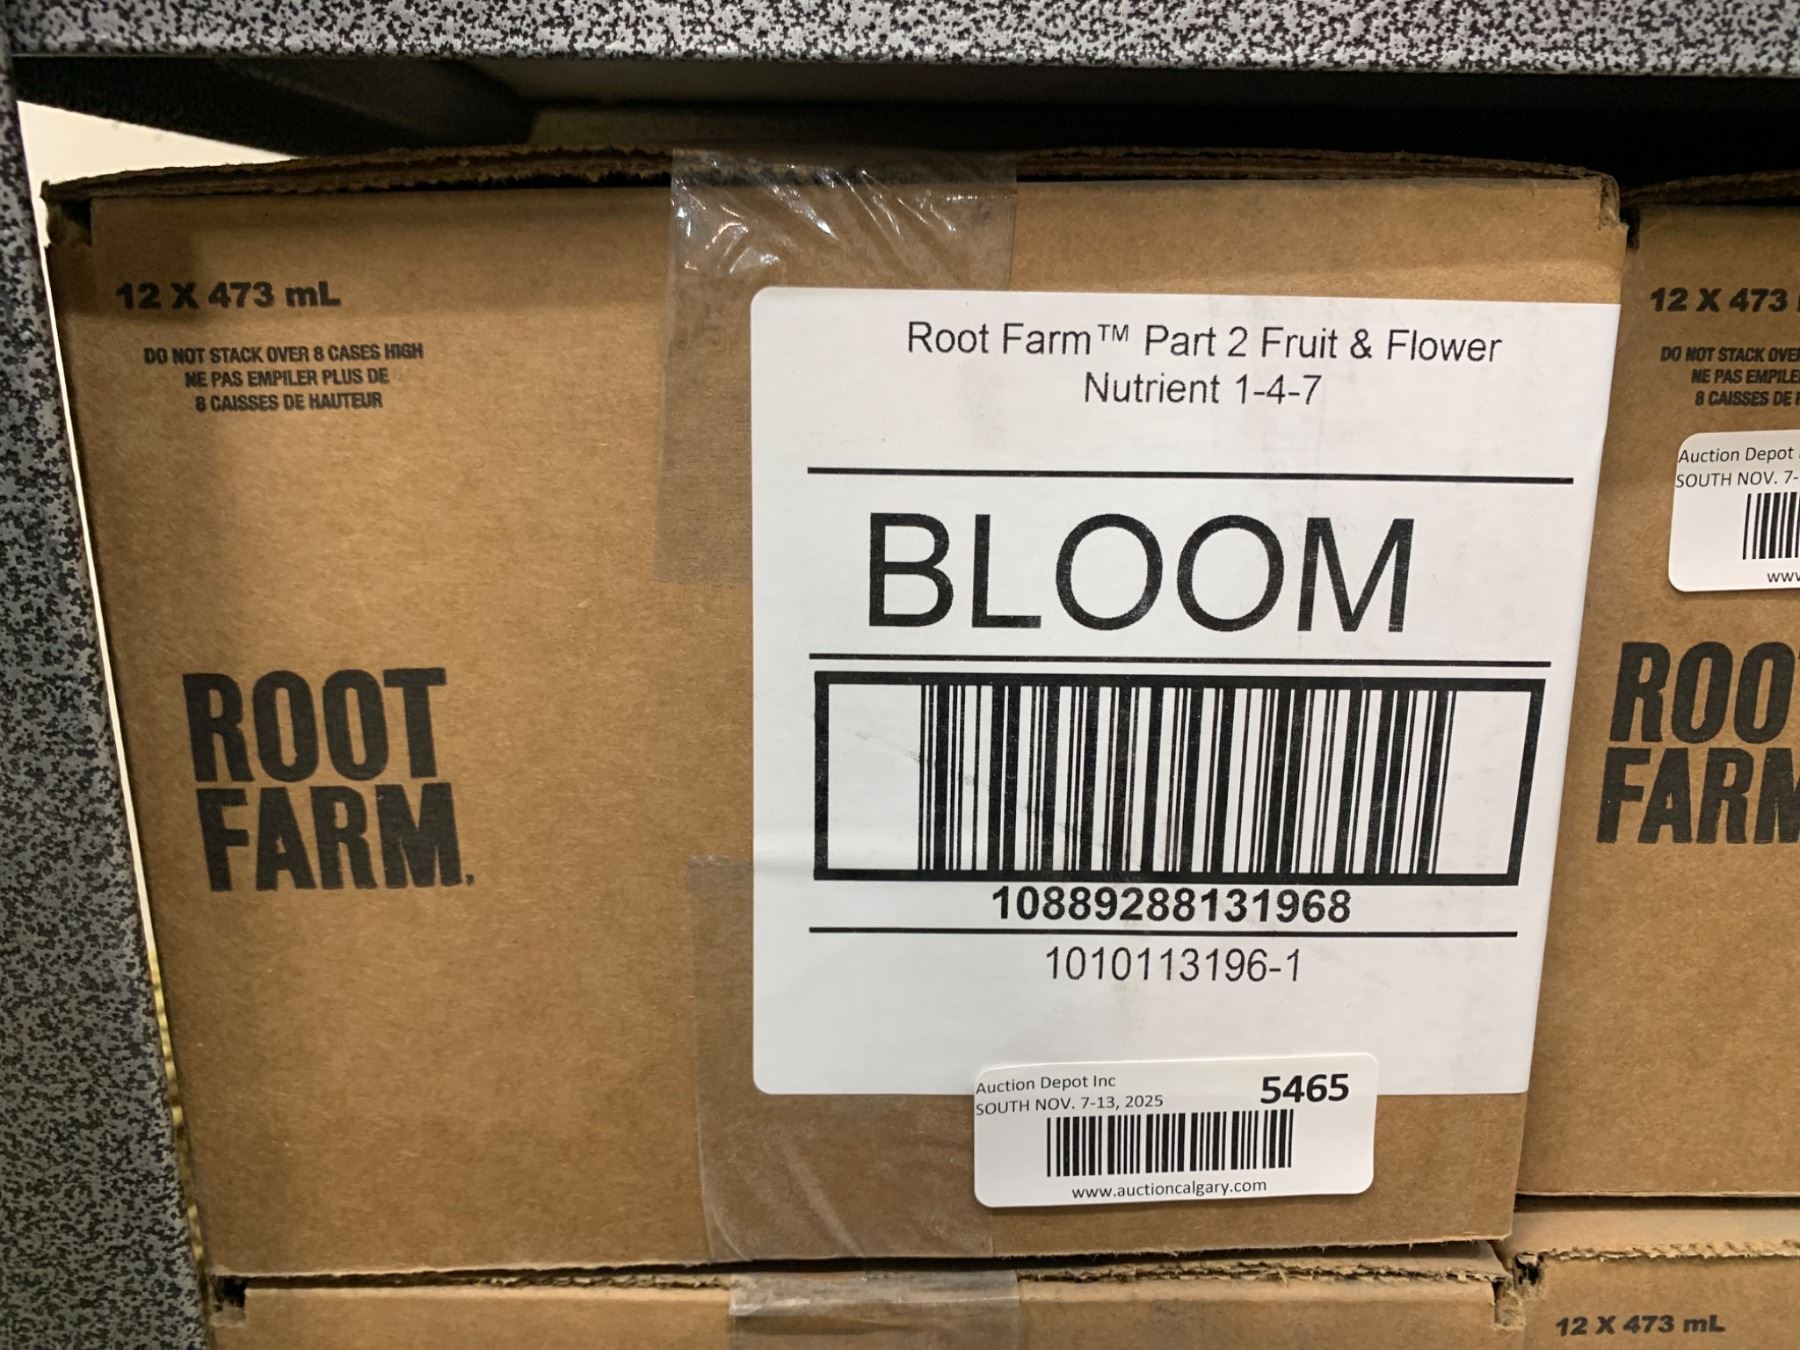 12 X 473 mL
DO NOT STACK OVER 8 CASES HIGH
NE PAS EMPILER PLUS DE
8 CAISSES DE HAUTEUR
ROOT
FARM.
Root Farm™ Part 2 Fruit & Flower
Nutrient 1-4-7
BLOOM
10889288131968
1010113196-1
Auction Depot Inc
5465
SOUTH NOV. 7-13, 2025
www.auctioncalgary.com
12 X 473
DO NOT STACK
NE PAS
8 CAISSES DE
Auction Depot
SOUTH NOV. 7-
FARM
12 X 473 mL